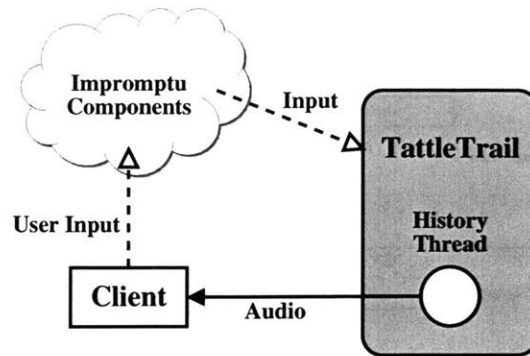 Impromptu
Components
Input
TattleTrail
User Input
History
Thread
Client
Audio